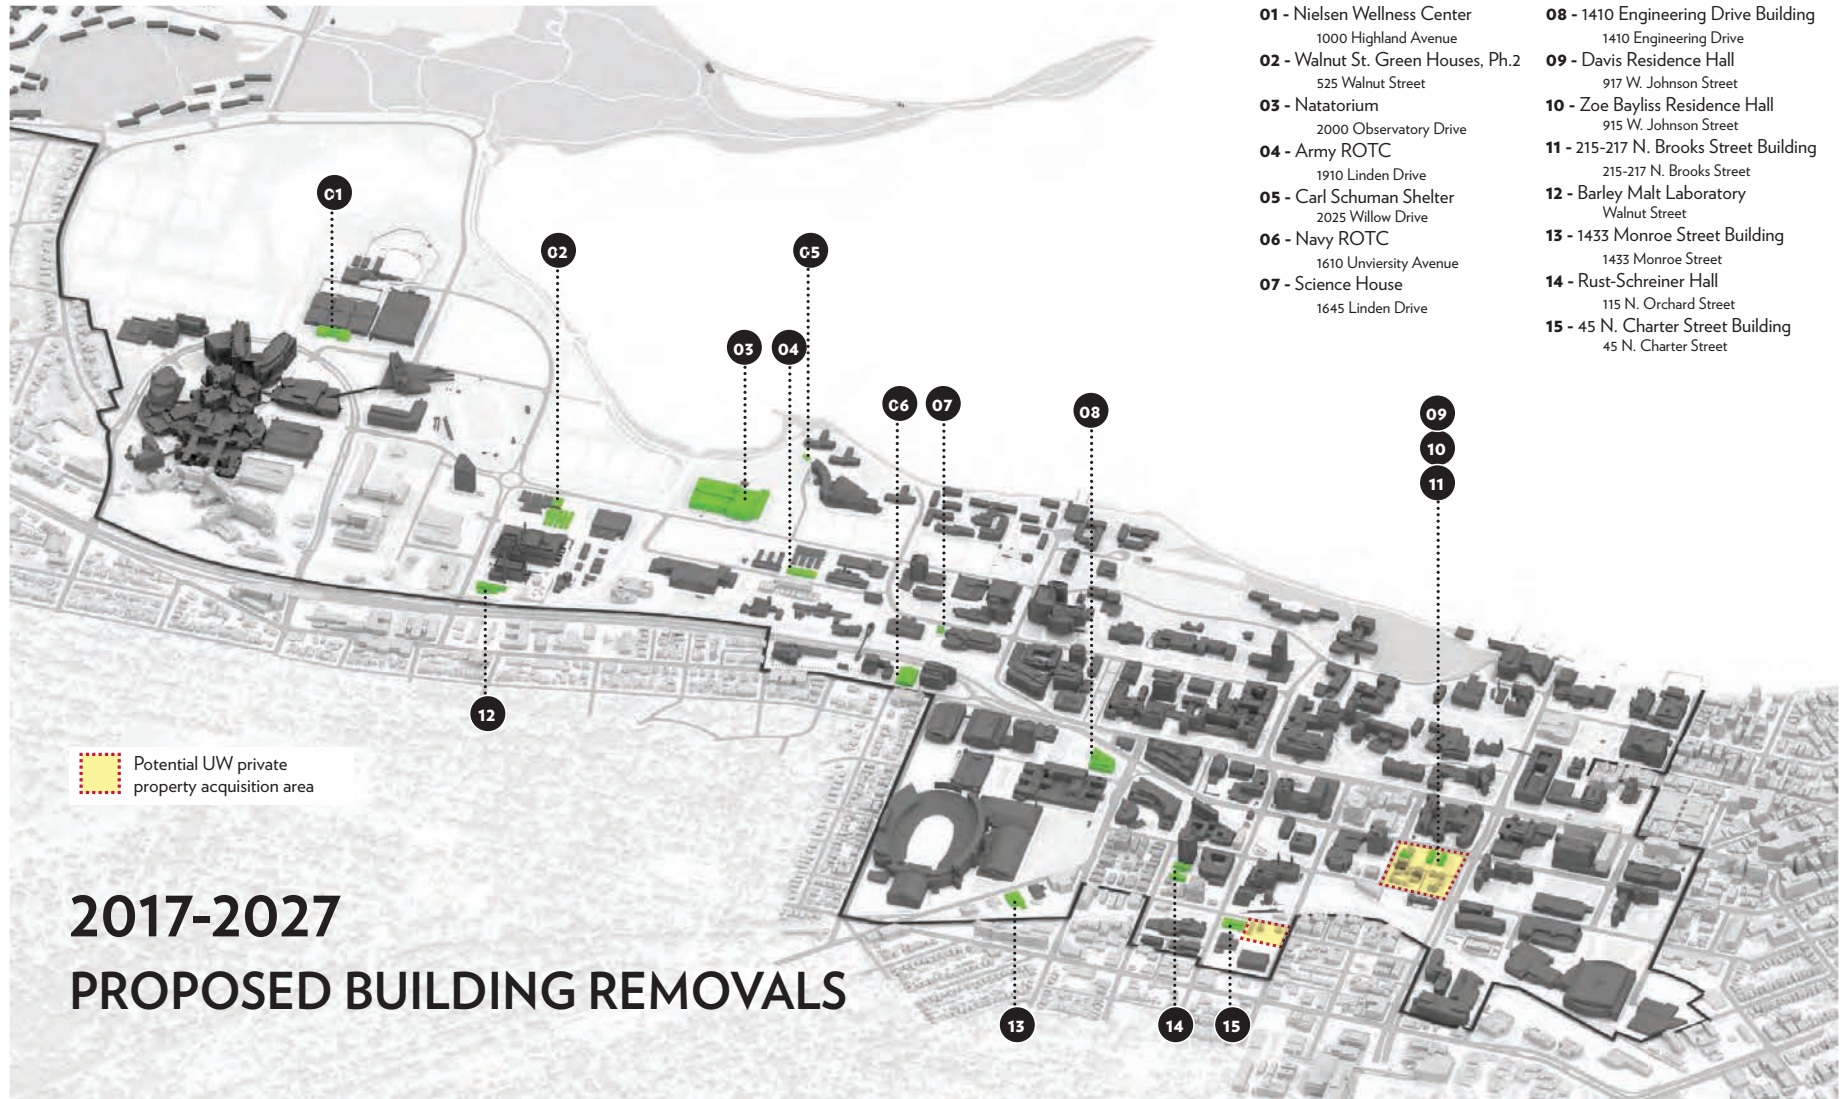 01 - Nielsen Wellness Center
1000 Highland Avenue
02 - Walnut St. Green Houses, Ph.2
525 Walnut Street
03 - Natatorium
2000 Observatory Drive
04 - Army ROTC
1910 Linden Drive
05 - Carl Schuman Shelter
2025 Willow Drive
06 - Navy ROTC
1610 Unviersity Avenue
07 - Science House
1645 Linden Drive
08 - 1410 Engineering Drive Building
1410 Engineering Drive
09 - Davis Residence Hall
917 W. Johnson Street
10 - Zoe Bayliss Residence Hall
915 W. Johnson Street
11 - 215-217 N. Brooks Street Building
215-217 N. Brooks Street
12 - Barley Malt Laboratory
Walnut Street
13 - 1433 Monroe Street Building
1433 Monroe Street
14 - Rust-Schreiner Hall
115 N. Orchard Street
15 - 45 N. Charter Street Building
45 N. Charter Street
01
02
05
03
04
06
07
08
09
10
11
12
Potential UW private
property acquisition area
2017-2027
PROPOSED BUILDING REMOVALS
13
14
15